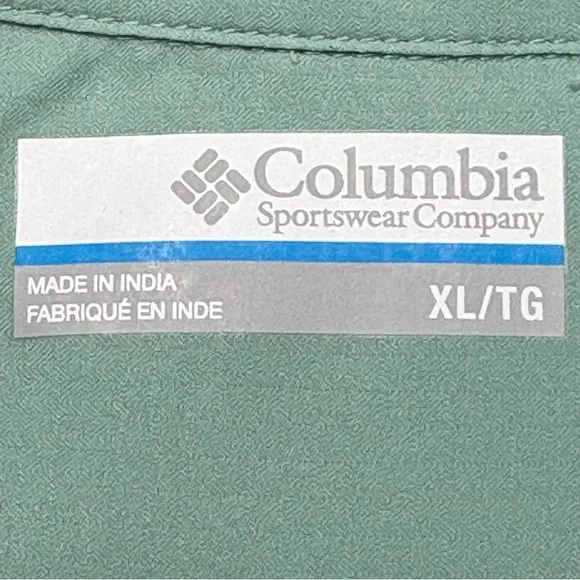 Columbia
Sportswear Company
MADE IN INDIA
FABRIQUÉ EN INDE
XL/TG